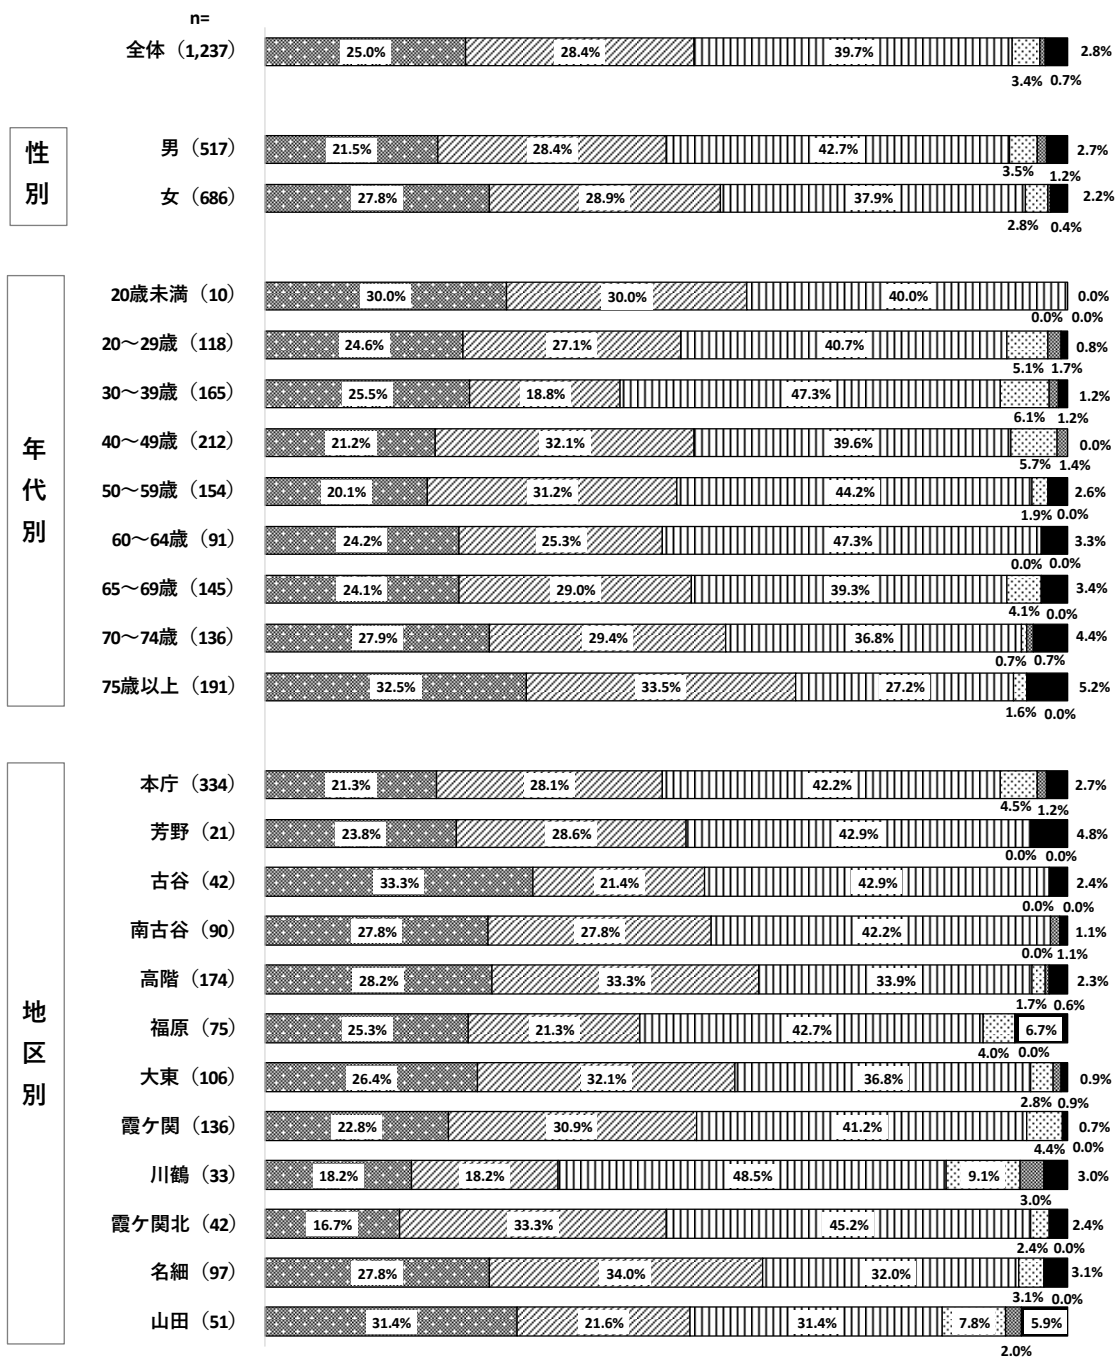 n=
全体（1,237） 25.0% 28.4% 39.7% 2.8%
3.4% 0.7%
性別
男（517） 21.5% 28.4% 42.7% 2.7%
3.5% 1.2%
女（686） 27.8% 28.9% 37.9% 2.2%
2.8% 0.4%
年代別
20歳未満（10） 30.0% 30.0% 40.0% 0.0%
0.0% 0.0%
20～29歳（118） 24.6% 27.1% 40.7% 0.8%
5.1% 1.7%
30～39歳（165） 25.5% 18.8% 47.3% 1.2%
6.1% 1.2%
40～49歳（212） 21.2% 32.1% 39.6% 0.0%
5.7% 1.4%
50～59歳（154） 20.1% 31.2% 44.2% 2.6%
1.9% 0.0%
60～64歳（91） 24.2% 25.3% 47.3% 3.3%
0.0% 0.0%
65～69歳（145） 24.1% 29.0% 39.3% 3.4%
4.1% 0.0%
70～74歳（136） 27.9% 29.4% 36.8% 4.4%
0.7% 0.7%
75歳以上（191） 32.5% 33.5% 27.2% 5.2%
1.6% 0.0%
地区別
本庁（334） 21.3% 28.1% 42.2% 2.7%
4.5% 1.2%
芳野（21） 23.8% 28.6% 42.9% 4.8%
0.0% 0.0%
古谷（42） 33.3% 21.4% 42.9% 2.4%
0.0% 0.0%
南古谷（90） 27.8% 27.8% 42.2% 1.1%
0.0% 1.1%
高階（174） 28.2% 33.3% 33.9% 2.3%
1.7% 0.6%
福原（75） 25.3% 21.3% 42.7% 6.7%
4.0% 0.0%
大東（106） 26.4% 32.1% 36.8% 0.9%
2.8% 0.9%
霞ケ関（136） 22.8% 30.9% 41.2% 0.7%
4.4% 0.0%
川鶴（33） 18.2% 18.2% 48.5% 9.1% 3.0%
3.0%
霞ケ関北（42） 16.7% 33.3% 45.2% 2.4%
2.4% 0.0%
名細（97） 27.8% 34.0% 32.0% 3.1%
3.1% 0.0%
山田（51） 31.4% 21.6% 31.4% 7.8% 5.9%
2.0%